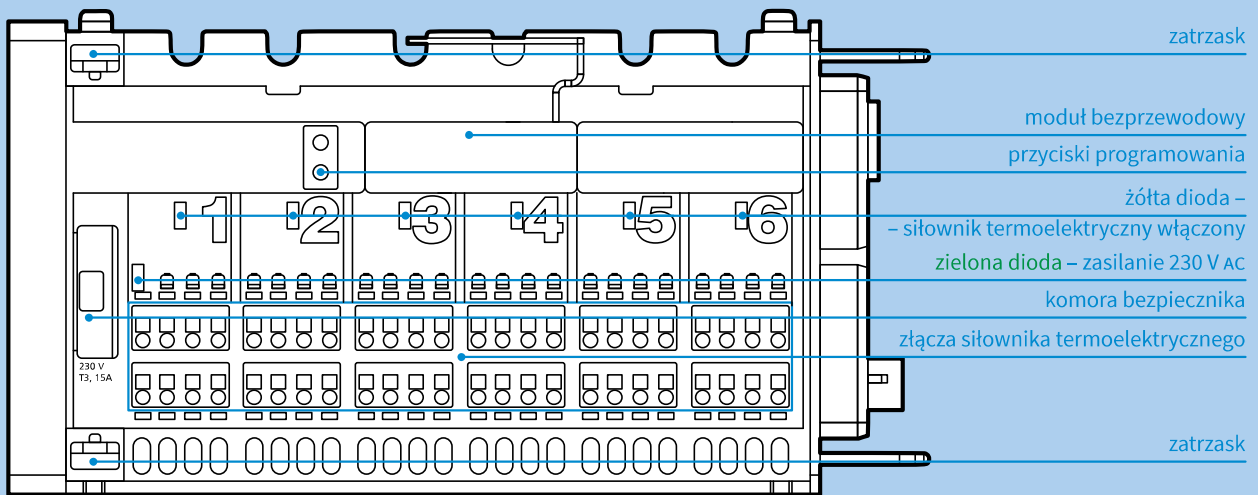 zatrzask
moduł bezprzewodowy
przyciski programowania
żółta dioda –
– siłownik termoelektryczny włączony
1 2 3 4 5 6
zielona dioda – zasilanie 230 V AC
komora bezpiecznika
złącza siłownika termoelektrycznego
230 V
T3, 15A
zatrzask